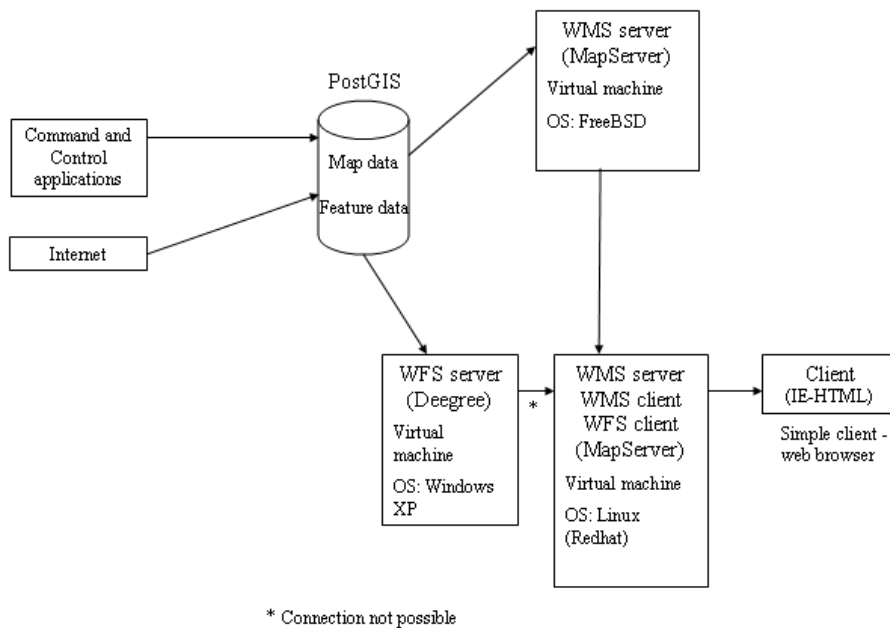 WMS server
(MapServer)
Virtual machine
OS: FreeBSD
PostGIS
Map data
Feature data
Command and
Control
applications
Internet
WFS server
(Deegree)
Virtual
machine
OS: Windows
XP
*
WMS server
WMS client
WFS client
(MapServer)
Virtual machine
OS: Linux
(Redhat)
Client
(IE-HTML)
Simple client -
web browser
* Connection not possible